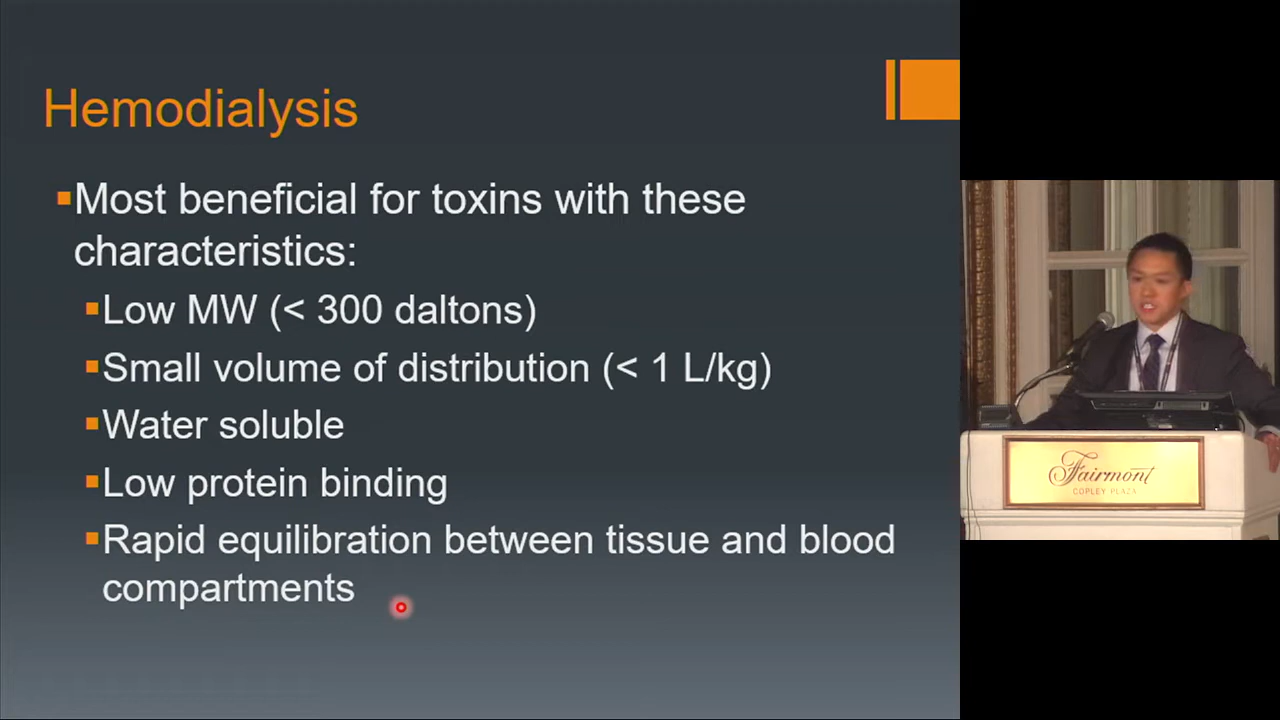 Hemodialysis
Most beneficial for toxins with these
characteristics:
Low MW (< 300 daltons)
Small volume of distribution (< 1 L/kg)
Water soluble
Low protein binding
Rapid equilibration between tissue and blood
compartments
Fairmont
COPLEY PLAZA